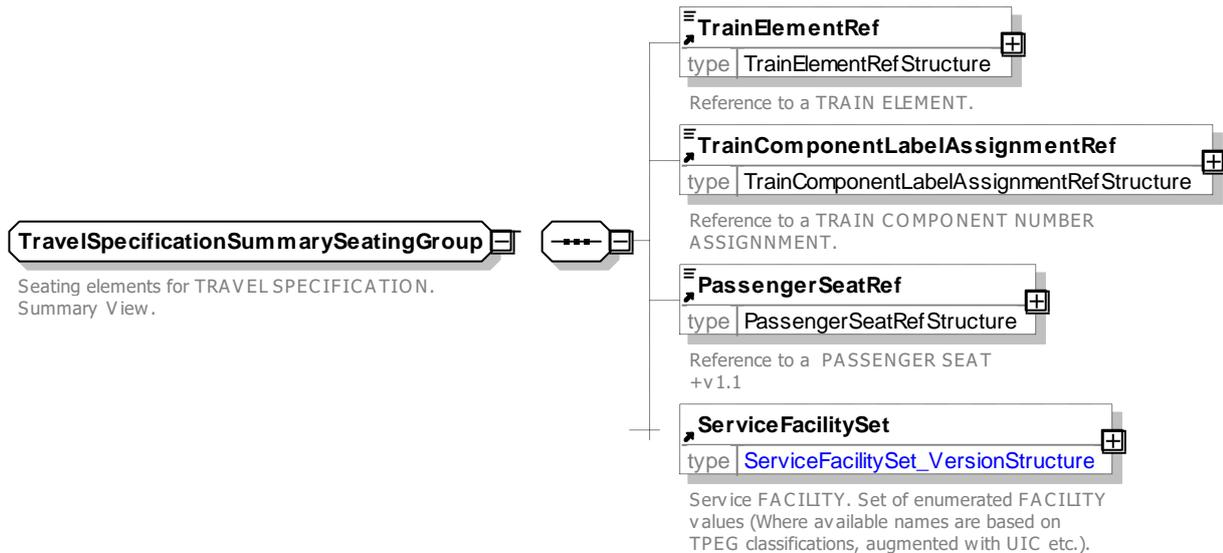 TrainElementRef
type TrainElementRefStructure
Reference to a TRAIN ELEMENT.
TrainComponentLabelAssignmentRef
type TrainComponentLabelAssignmentRefStructure
Reference to a TRAIN COMPONENT NUMBER
ASSIGNNMENT.
TravelSpecificationSummarySeatingGroup
Seating elements for TRAVEL SPECIFICATION.
Summary View.
PassengerSeatRef
type PassengerSeatRefStructure
Reference to a PASSENGER SEAT
+v1.1
ServiceFacilitySet
type ServiceFacilitySet_VersionStructure
Service FACILITY. Set of enumerated FACILITY
values (Where available names are based on
TPEG classifications, augmented with UIC etc.).